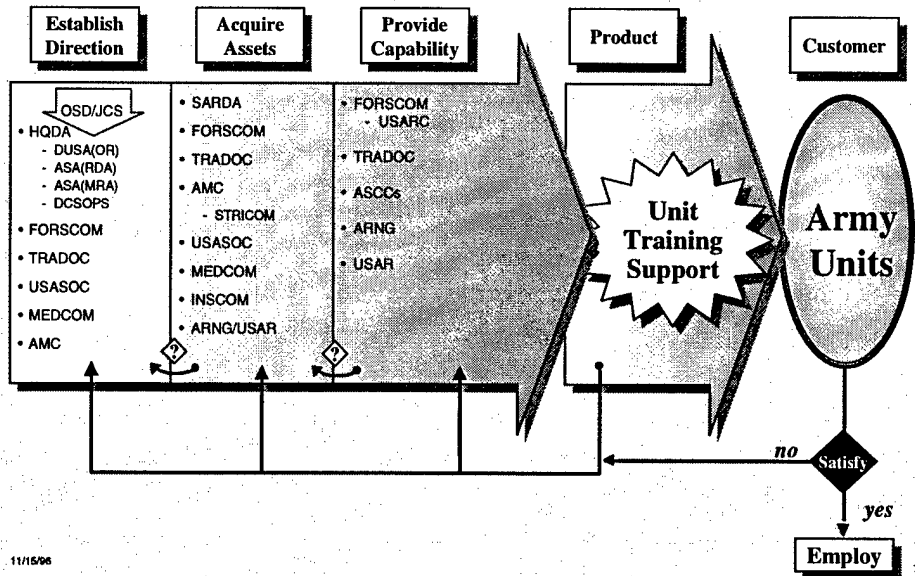 Establish
Direction
Acquire
Assets
Provide
Capability
Product
Customer
OSD/JCS
• HQDA
- DUSA(OR)
- ASA(RDA)
- ASA(MRA)
- DCSOPS
• FORSCOM
• TRADOC
• USASOC
• MEDCOM
• AMC
• SARDA
• FORSCOM
• TRADOC
• AMC
- STRICOM
• USASOC
• MEDCOM
• INSCOM
• ARNG/USAR
?
• FORSCOM
- USARC
• TRADOC
• ASCCs
• ARNG
• USAR
?
Unit
Training
Support
Army
Units
no
Satisfy
yes
Employ
11/15/96